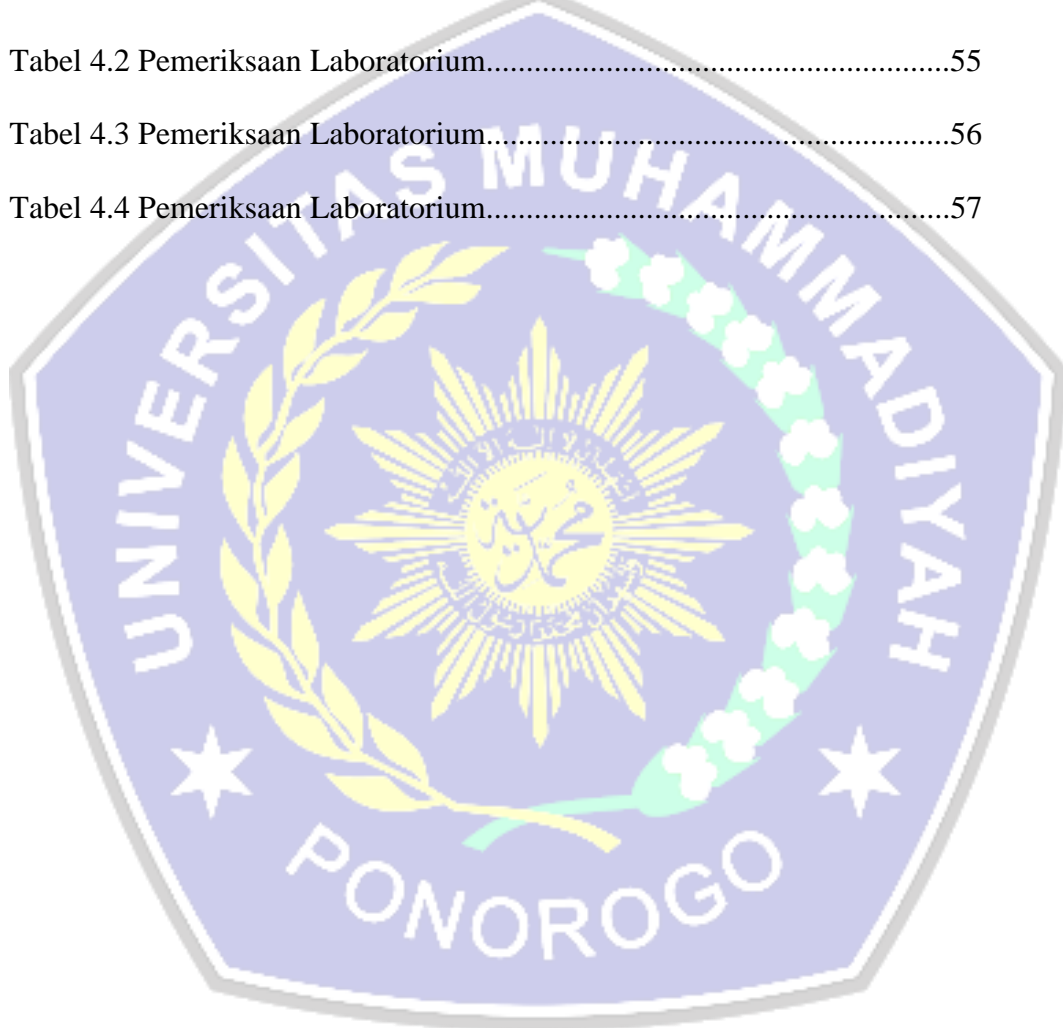 Tabel 4.2 Pemeriksaan Laboratorium..........................................................55
Tabel 4.3 Pemeriksaan Laboratorium..........................................................56
Tabel 4.4 Pemeriksaan Laboratorium..........................................................57
UNIVERSITAS MUHAMMADIYAH
محمد
PONOROGO